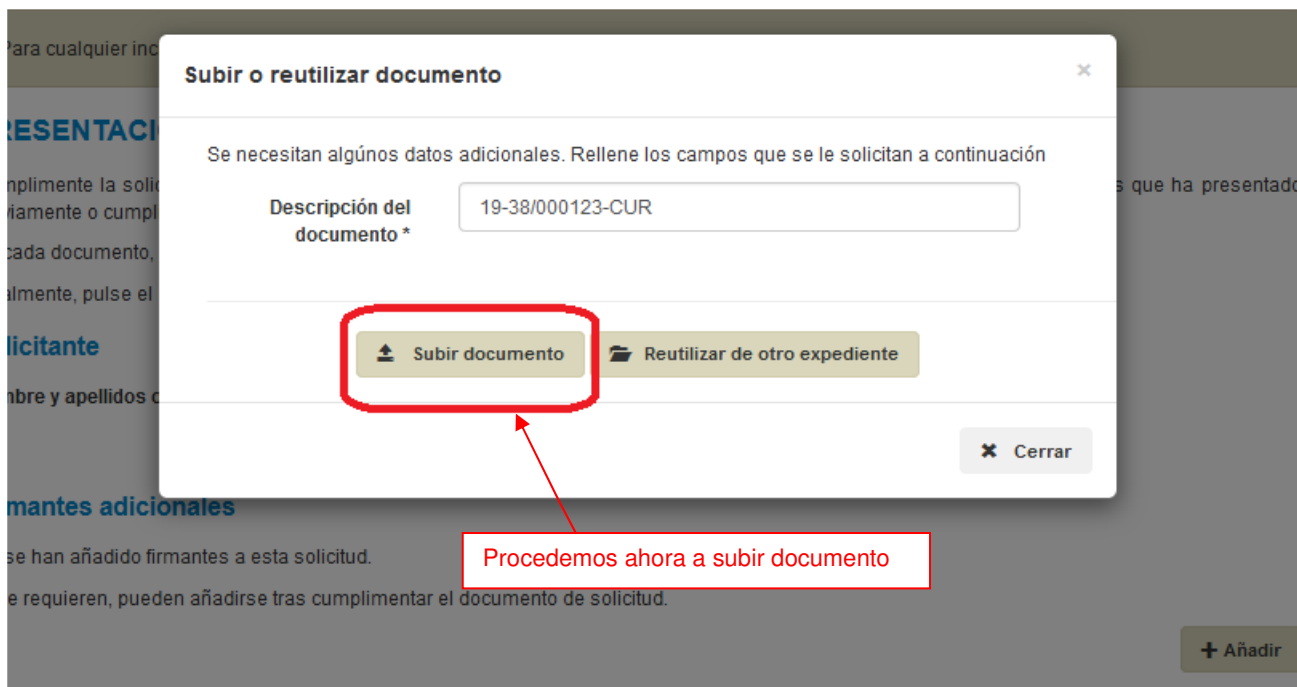 Para cualquier inc
Subir o reutilizar documento
×
RESENTACI
Se necesitan algúnos datos adicionales. Rellene los campos que se le solicitan a continuación
mplimente la soli
s que ha presentado
Descripción del
documento *
19-38/000123-CUR
viamente o cumpl
cada documento,
almente, pulse el
licitante
Subir documento
Reutilizar de otro expediente
mbre y apellidos
Cerrar
mantes adicionales
Procedemos ahora a subir documento
se han añadido firmantes a esta solicitud.
e requieren, pueden añadirse tras cumplimentar el documento de solicitud.
+ Añadir